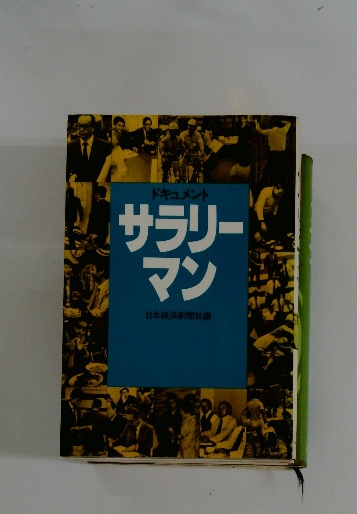 ドキュメント
サラリー
マン
日本経済新聞社編